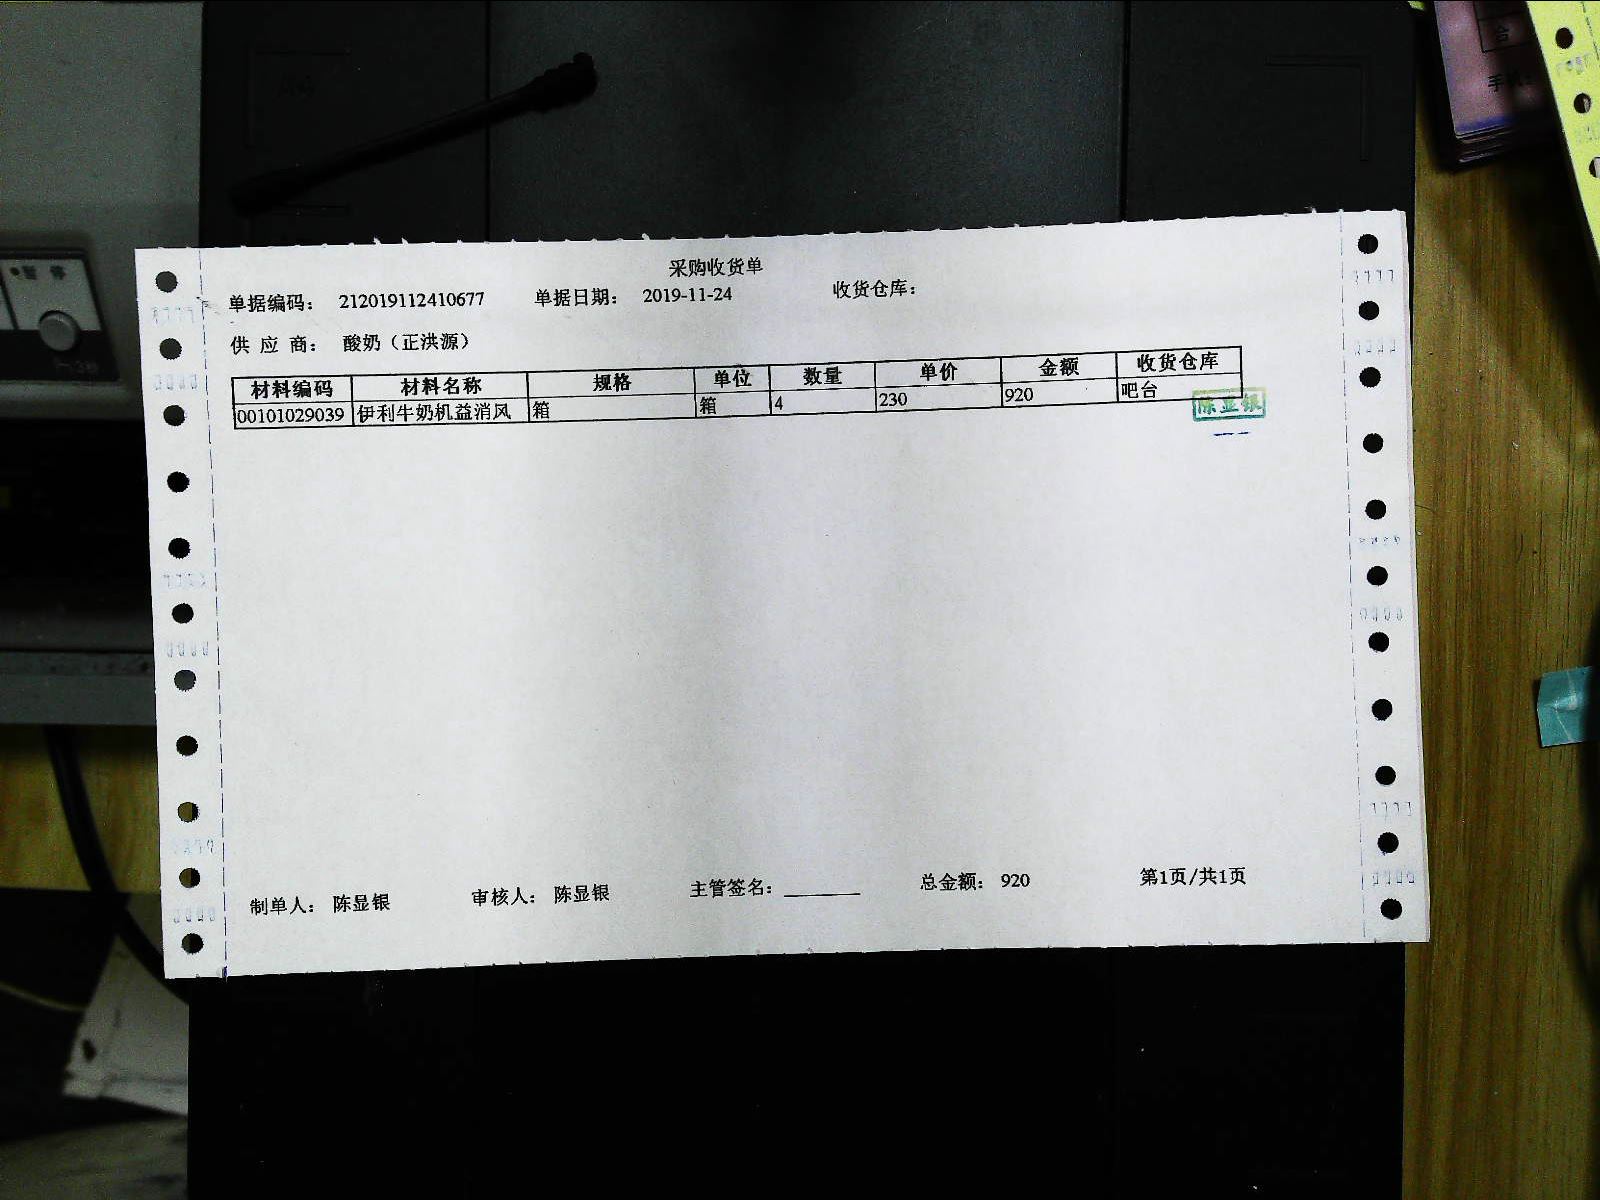 采购收货单
单据编码： 212019112410677 单据日期： 2019-11-24 收货仓库：
供 应 商： 酸奶（正洪源）
材料编码 材料名称 规格 单位 数量 单价 金额 收货仓库
00101029039 伊利牛奶机益消风 箱 箱 4 230 920 吧台
陈显银
制单人： 陈显银 审核人： 陈显银 主管签名： 总金额： 920 第1页/共1页